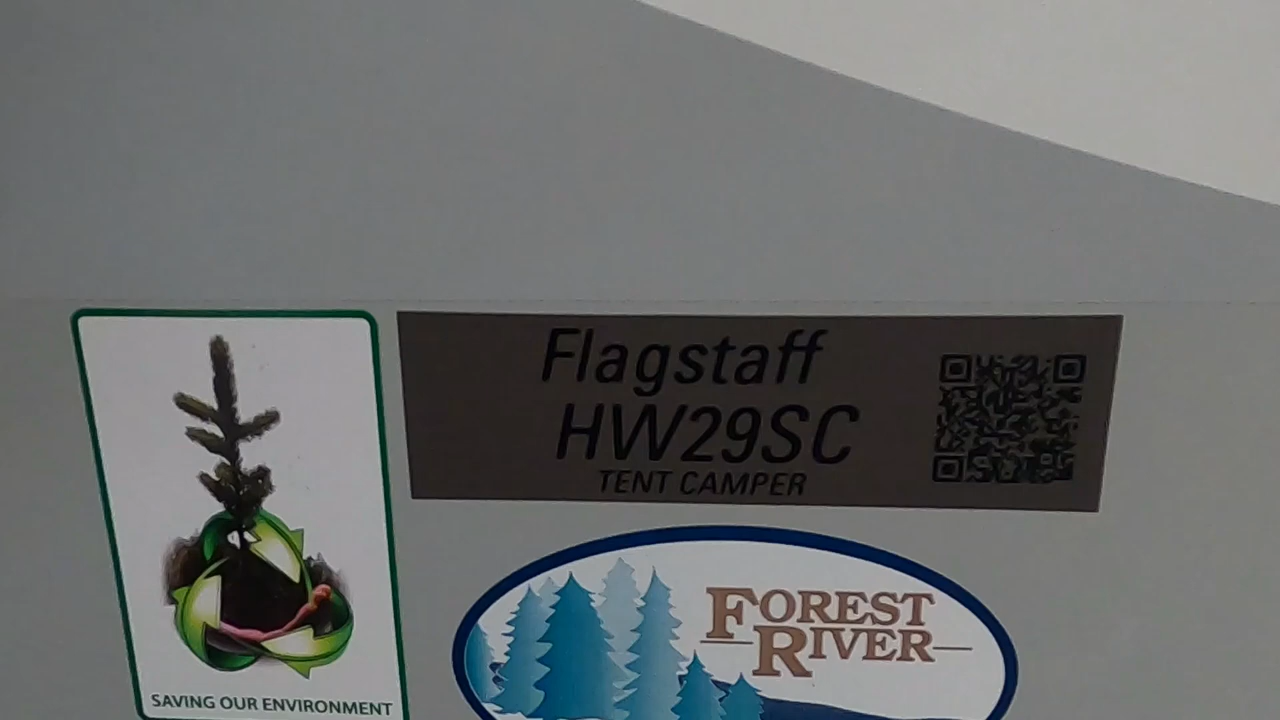 Flagstaff
HW29SC
TENT CAMPER
FOREST
RIVER
SAVING OUR ENVIRONMENT